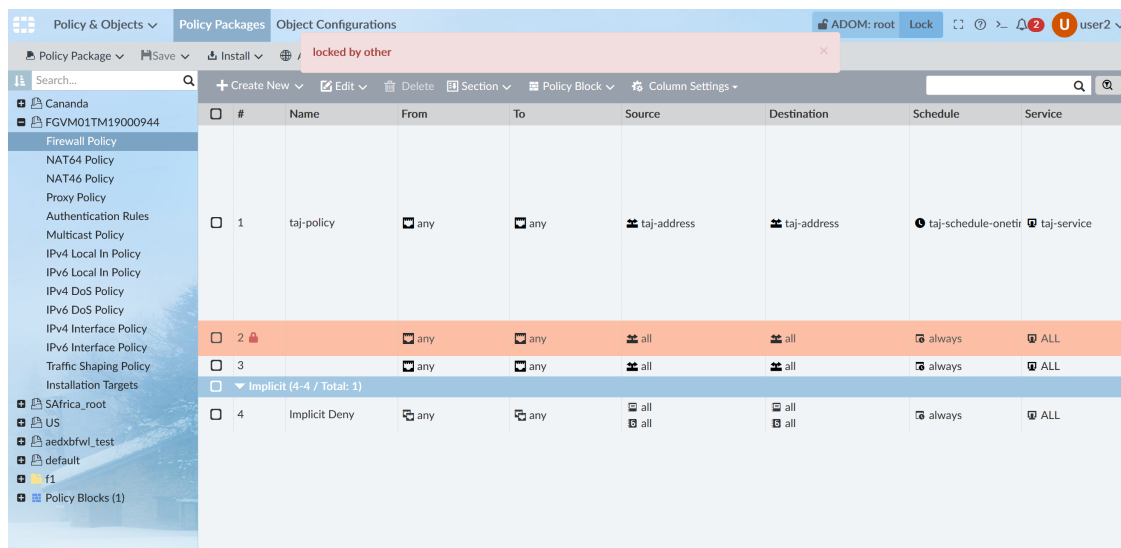 Policy & Objects Policy Packages Object Configurations ADOM: root Lock 2 U user2
locked by other
Policy Package Save Install
Search... Create New Edit Delete Section Policy Block Column Settings
Cananda
# Name From To Source Destination Schedule Service
FGVM01TM19000944
Firewall Policy
NAT64 Policy
NAT46 Policy
Proxy Policy
Authentication Rules
1 taj-policy any any taj-address taj-address taj-schedule-onetir taj-service
Multicast Policy
IPv4 Local In Policy
IPv6 Local In Policy
IPv4 DoS Policy
IPv6 DoS Policy
IPv4 Interface Policy
2 any any all all always ALL
IPv6 Interface Policy
Traffic Shaping Policy
3 any any all all always ALL
Installation Targets
Implicit (4-4 / Total: 1)
SAfrica_root
4 Implicit Deny any any all all always ALL
all all
US
aedxbfwl_test
default
f1
Policy Blocks (1)